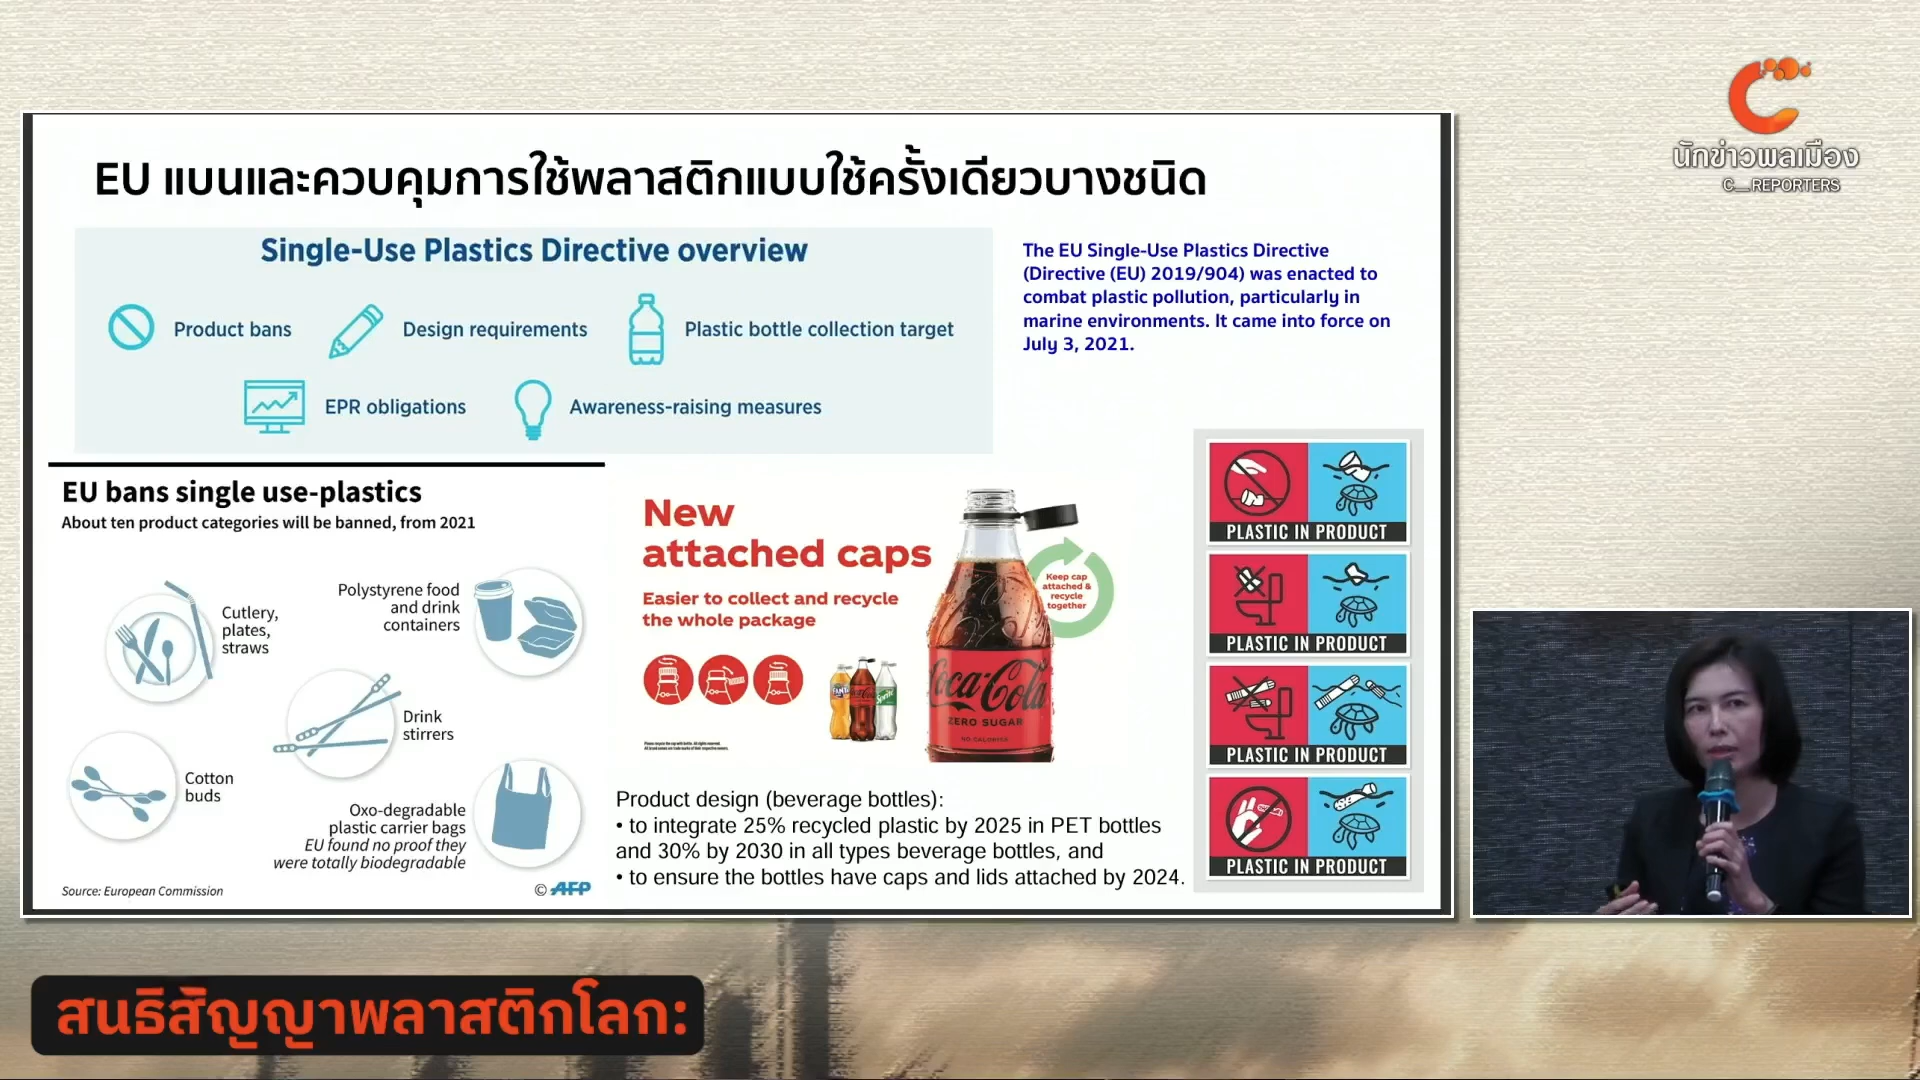 นักข่าวพลเมือง
C__REPORTERS
EU แบนและควบคุมการใช้พลาสติกแบบใช้ครั้งเดียวบางชนิด
Single-Use Plastics Directive overview
Product bans
Design requirements
Plastic bottle collection target
EPR obligations
Awareness-raising measures
The EU Single-Use Plastics Directive
(Directive (EU) 2019/904) was enacted to
combat plastic pollution, particularly in
marine environments. It came into force on
July 3, 2021.
EU bans single use-plastics
About ten product categories will be banned, from 2021
Cutlery,
plates,
straws
Polystyrene food
and drink
containers
Drink
stirrers
Cotton
buds
Oxo-degradable
plastic carrier bags
EU found no proof they
were totally biodegradable
Source: European Commission
© AFP
New
attached caps
Easier to collect and recycle
the whole package
Keep cap
attached &
recycle
together
Coca-Cola
ZERO SUGAR
NO CALORIES
Product design (beverage bottles):
• to integrate 25% recycled plastic by 2025 in PET bottles
and 30% by 2030 in all types beverage bottles, and
• to ensure the bottles have caps and lids attached by 2024.
PLASTIC IN PRODUCT
PLASTIC IN PRODUCT
PLASTIC IN PRODUCT
PLASTIC IN PRODUCT
สนธิสัญญาพลาสติกโลก: